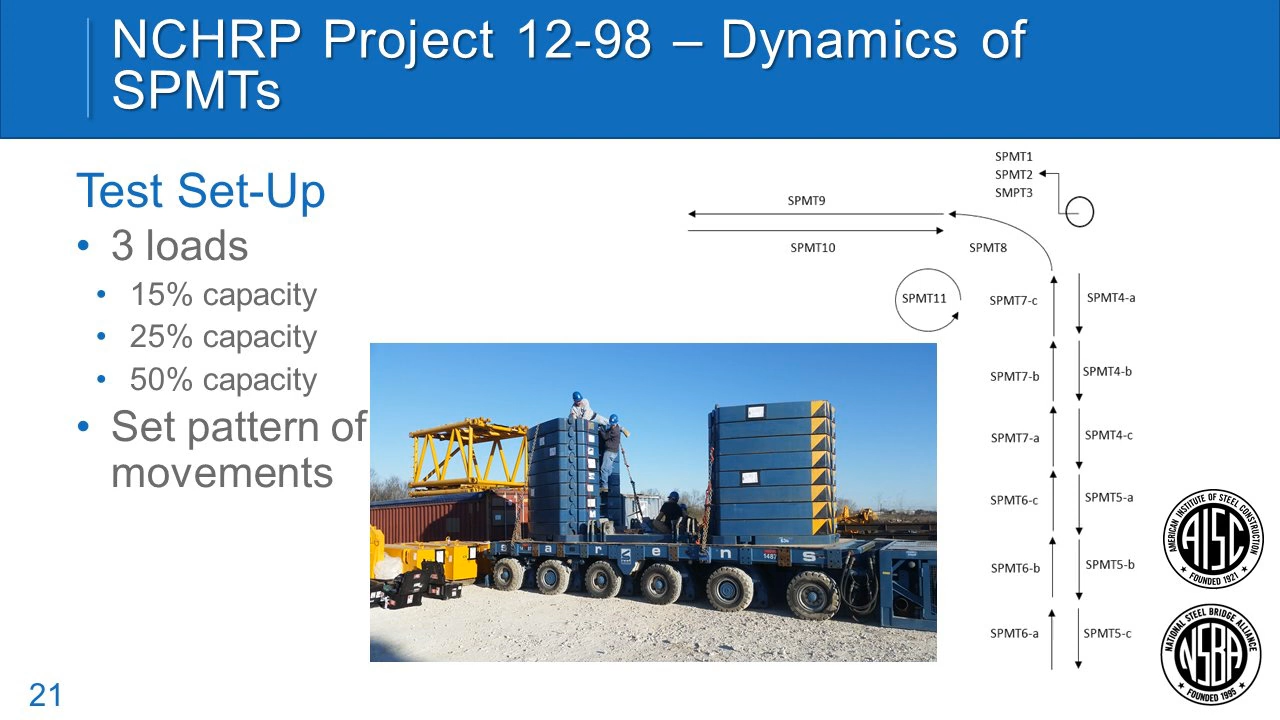 NCHRP Project 12-98 – Dynamics of
SPMTs
Test Set-Up
• 3 loads
• 15% capacity
• 25% capacity
• 50% capacity
• Set pattern of
movements
SPMT1
SPMT2
SMPT3
SPMT9
SPMT10
SPMT8
SPMT11
SPMT7-c
SPMT4-a
SPMT7-b
SPMT4-b
SPMT7-a
SPMT4-c
SPMT6-c
SPMT5-a
SPMT6-b
SPMT5-b
SPMT6-a
SPMT5-c
a r e n s
1487
AMERICAN INSTITUTE OF STEEL CONSTRUCTION
AISC
★ FOUNDED 1921 ★
NATIONAL STEEL BRIDGE ALLIANCE
NSBA
★ FOUNDED 1995 ★
21